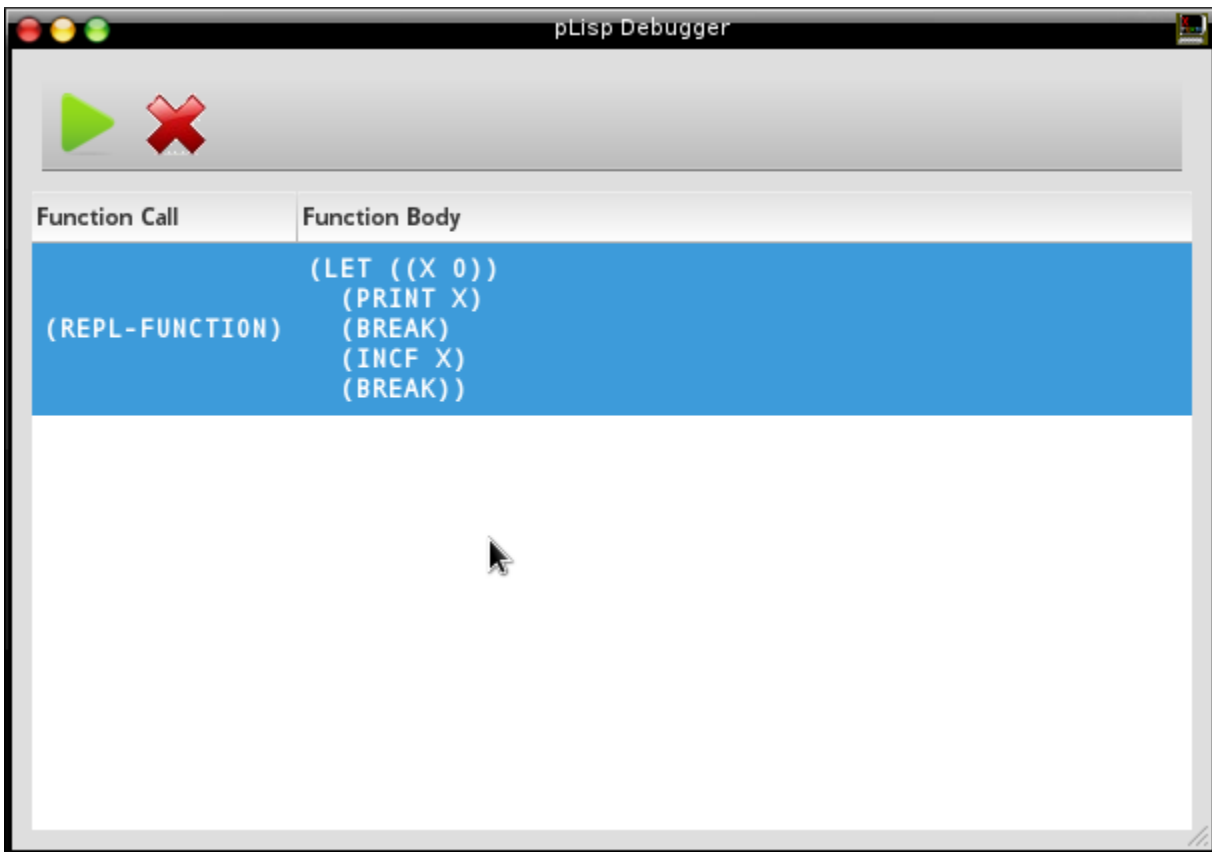 pLisp Debugger
Function Call
Function Body
(REPL-FUNCTION)
(LET ((X 0))
(PRINT X)
(BREAK)
(INCF X)
(BREAK))